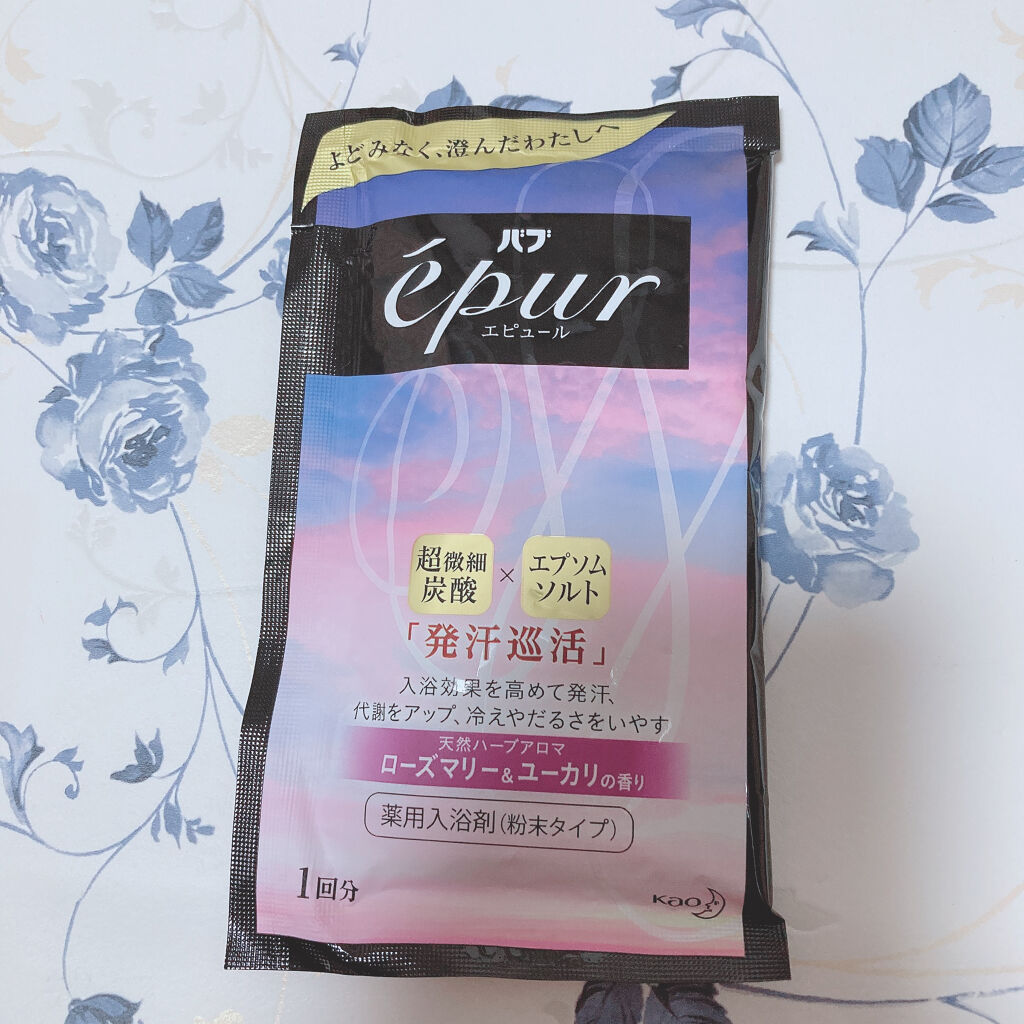 よどみなく、澄んだわたしへ
バブ
épur
エピュール
超微細
炭酸
×
エプソム
ソルト
「発汗巡活」
入浴効果を高めて発汗、
代謝をアップ、冷えやだるさをいやす
天然ハーブアロマ
ローズマリー&ユーカリの香り
薬用入浴剤(粉末タイプ)
1回分
Kao